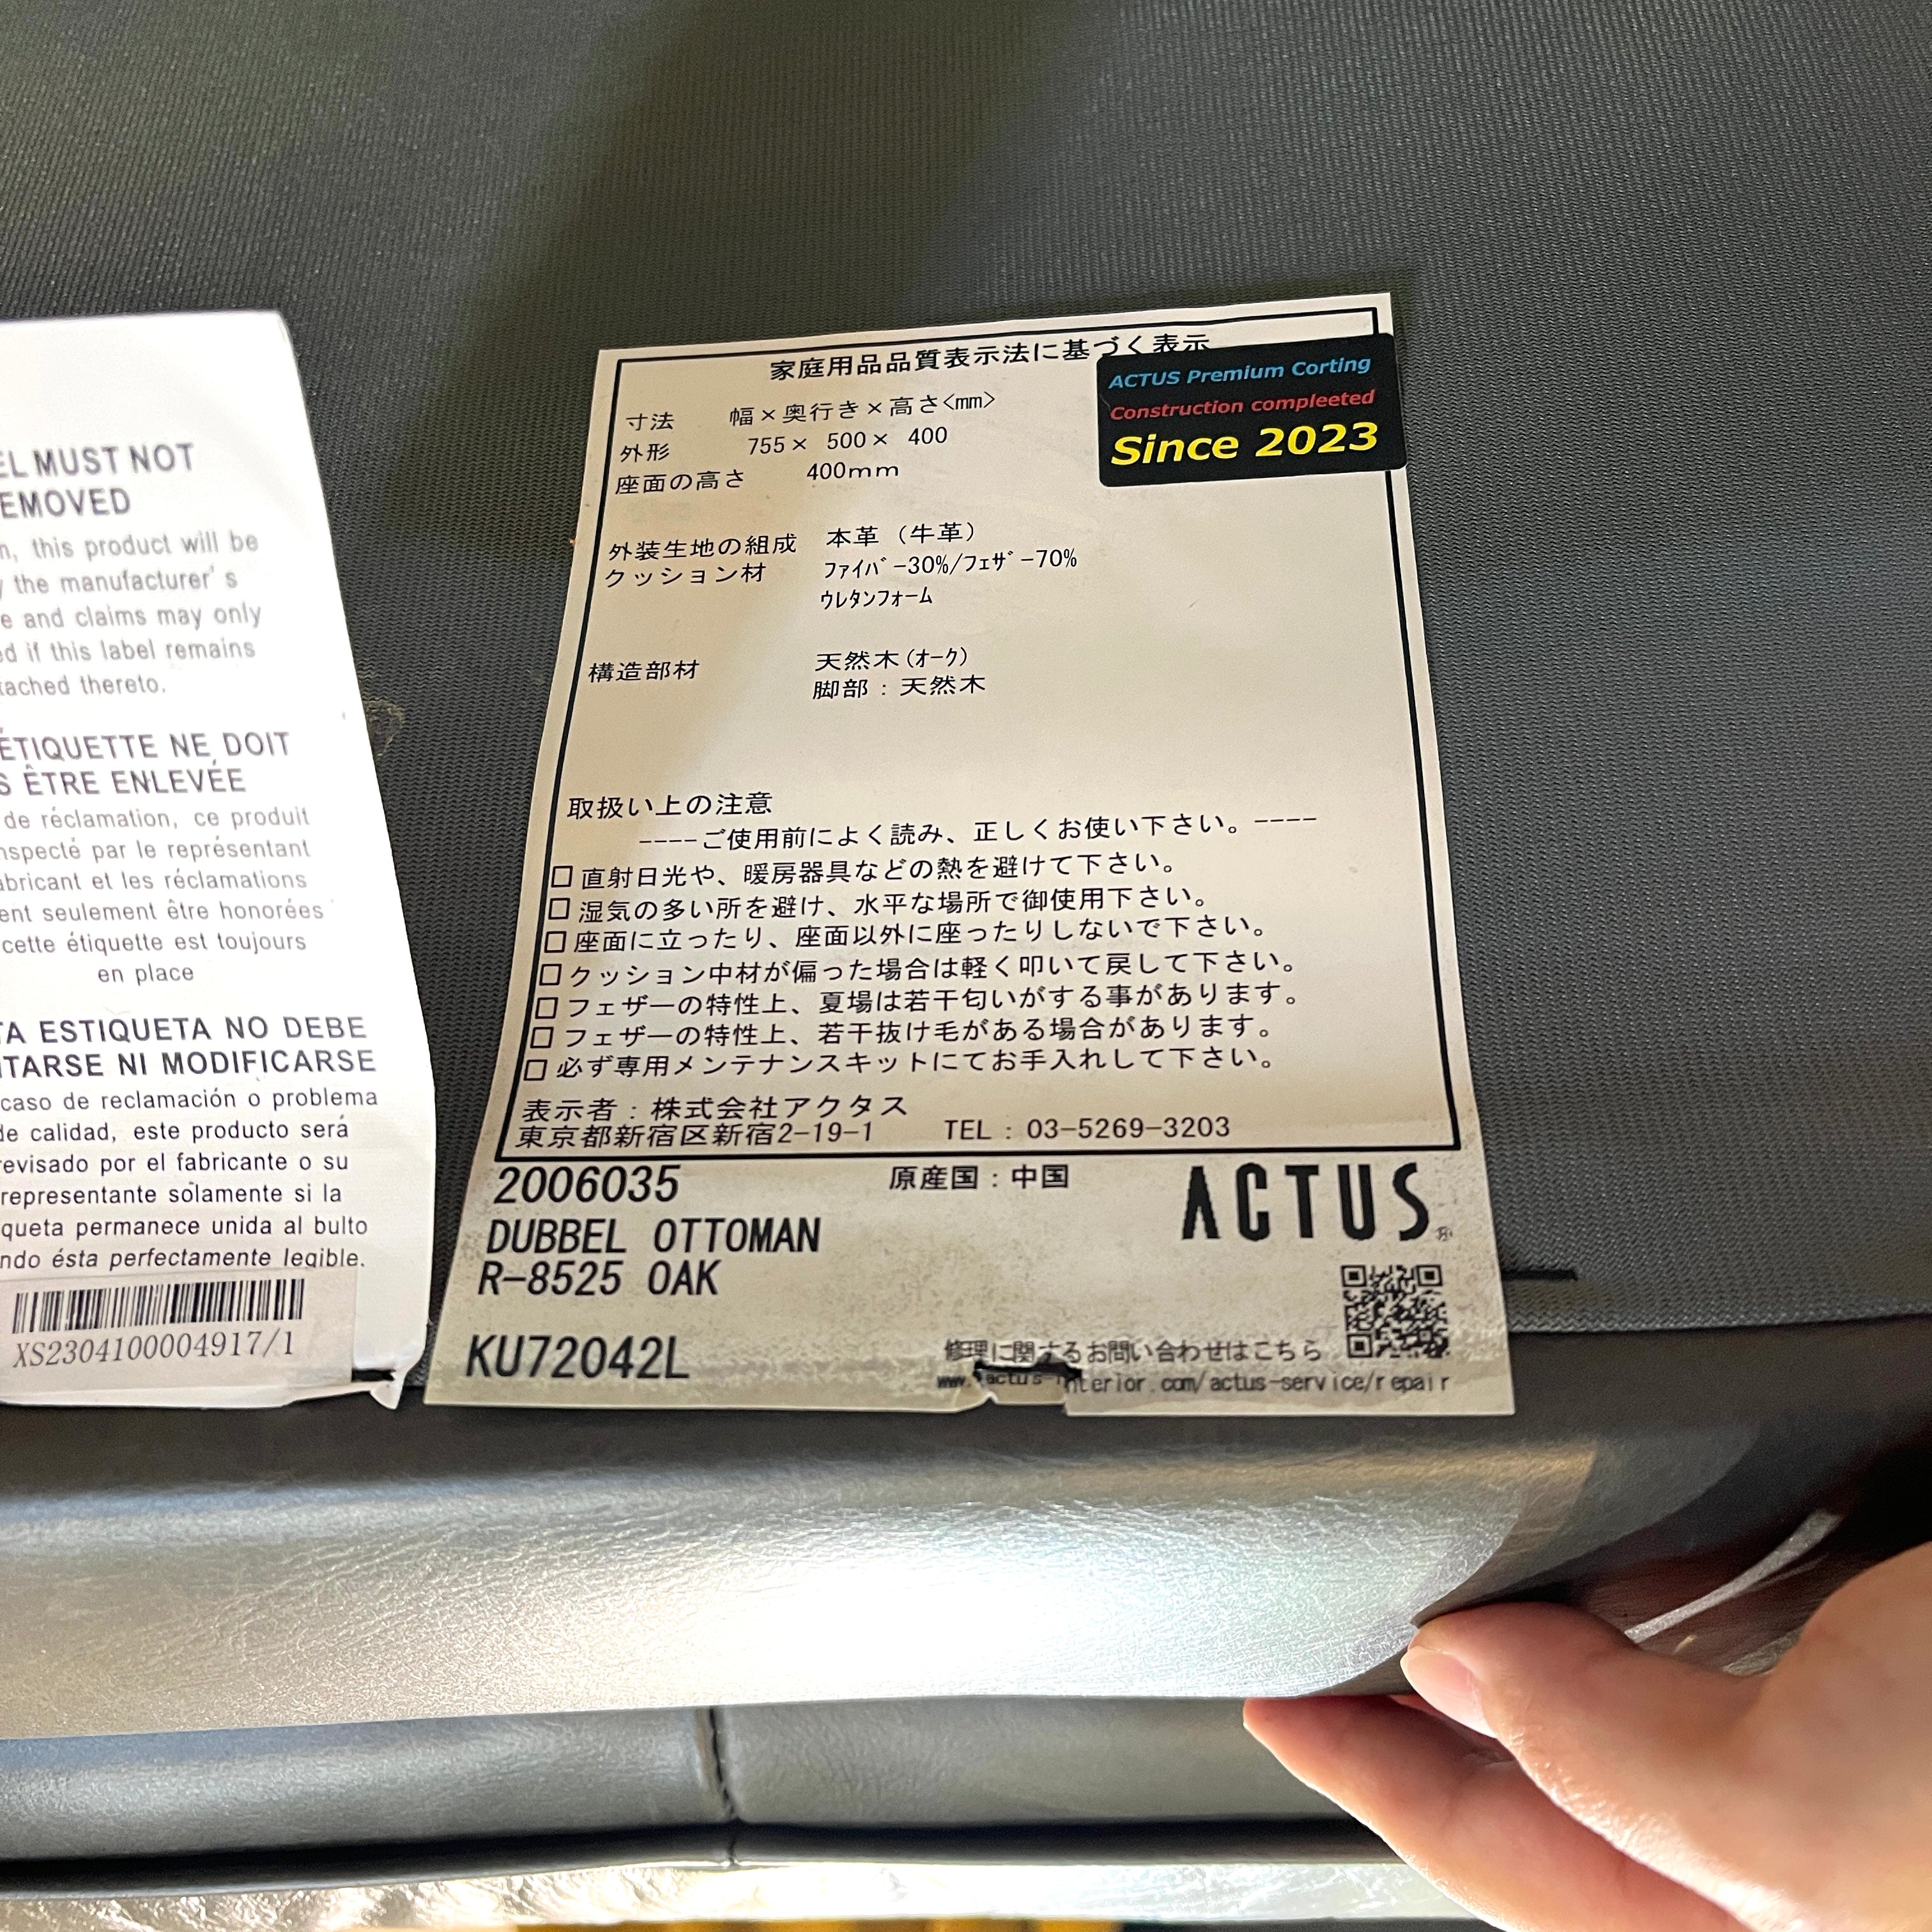 EL MUST NOT
EMOVED
n, this product will be
y the manufacturer's
e and claims may only
ed if this label remains
tached thereto.
ÉTIQUETTE NE DOIT
S ÊTRE ENLEVÉE
de réclamation, ce produit
nspecté par le représentant
abricant et les réclamations
ent seulement être honorées
cette étiquette est toujours
en place
TA ESTIQUETA NO DEBE
ITARSE NI MODIFICARSE
caso de reclamación o problema
de calidad, este producto será
revisado por el fabricante o su
representante solamente si la
queta permanece unida al bulto
ndo ésta perfectamente legible.
XS2304100004917/1
家庭用品品質表示法に基づく表示
ACTUS Premium Corting
Construction compleeted
Since 2023
寸法 幅×奥行き×高さ<mm>
外形 755× 500× 400
座面の高さ 400mm
外装生地の組成 本革（牛革）
クッション材 ﾌｧｲﾊﾞｰ30%/ﾌｪｻﾞｰ70%
ｳﾚﾀﾝﾌｫｰﾑ
構造部材 天然木(ｵｰｸ)
脚部：天然木
取扱い上の注意
----ご使用前によく読み、正しくお使い下さい。----
□直射日光や、暖房器具などの熱を避けて下さい。
□湿気の多い所を避け、水平な場所で御使用下さい。
□座面に立ったり、座面以外に座ったりしないで下さい。
□クッション中材が偏った場合は軽く叩いて戻して下さい。
□フェザーの特性上、夏場は若干匂いがする事があります。
□フェザーの特性上、若干抜け毛がある場合があります。
□必ず専用メンテナンスキットにてお手入れして下さい。
表示者：株式会社アクタス
東京都新宿区新宿2-19-1 TEL：03-5269-3203
2006035 原産国：中国 ACTUS®
DUBBEL OTTOMAN
R-8525 OAK
KU72042L
修理に関するお問い合わせはこちら
www.actus-interior.com/actus-service/repair